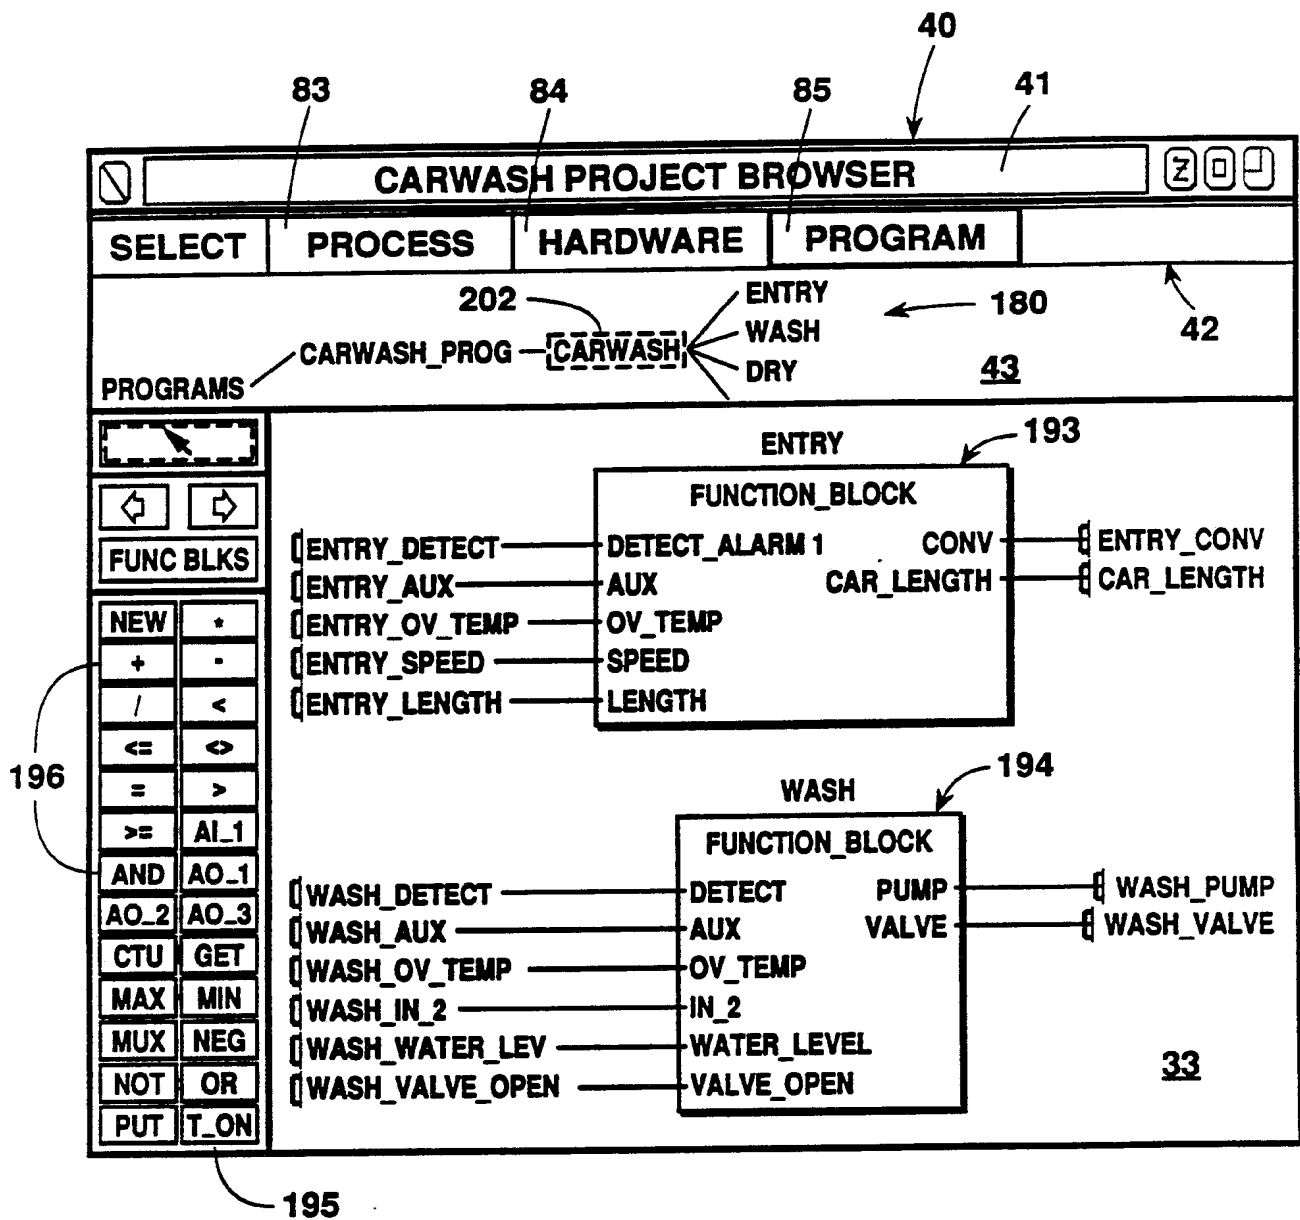 40
83 84 85 41
CARWASH PROJECT BROWSER
SELECT PROCESS HARDWARE PROGRAM
202 ENTRY 180 42
WASH
CARWASH_PROG CARWASH
DRY 43
PROGRAMS
ENTRY 193
FUNCTION_BLOCK
FUNC BLKS
ENTRY_DETECT DETECT_ALARM 1 CONV ENTRY_CONV
ENTRY_AUX AUX CAR_LENGTH CAR_LENGTH
ENTRY_OV_TEMP OV_TEMP
ENTRY_SPEED SPEED
ENTRY_LENGTH LENGTH
NEW *
+ -
/ <
<= <>
= >
>= AI_1
AND AO_1
AO_2 AO_3
CTU GET
MAX MIN
MUX NEG
NOT OR
PUT T_ON
196
195
WASH 194
FUNCTION_BLOCK
WASH_DETECT DETECT PUMP WASH_PUMP
WASH_AUX AUX VALVE WASH_VALVE
WASH_OV_TEMP OV_TEMP
WASH_IN_2 IN_2
WASH_WATER_LEV WATER_LEVEL
WASH_VALVE_OPEN VALVE_OPEN
33